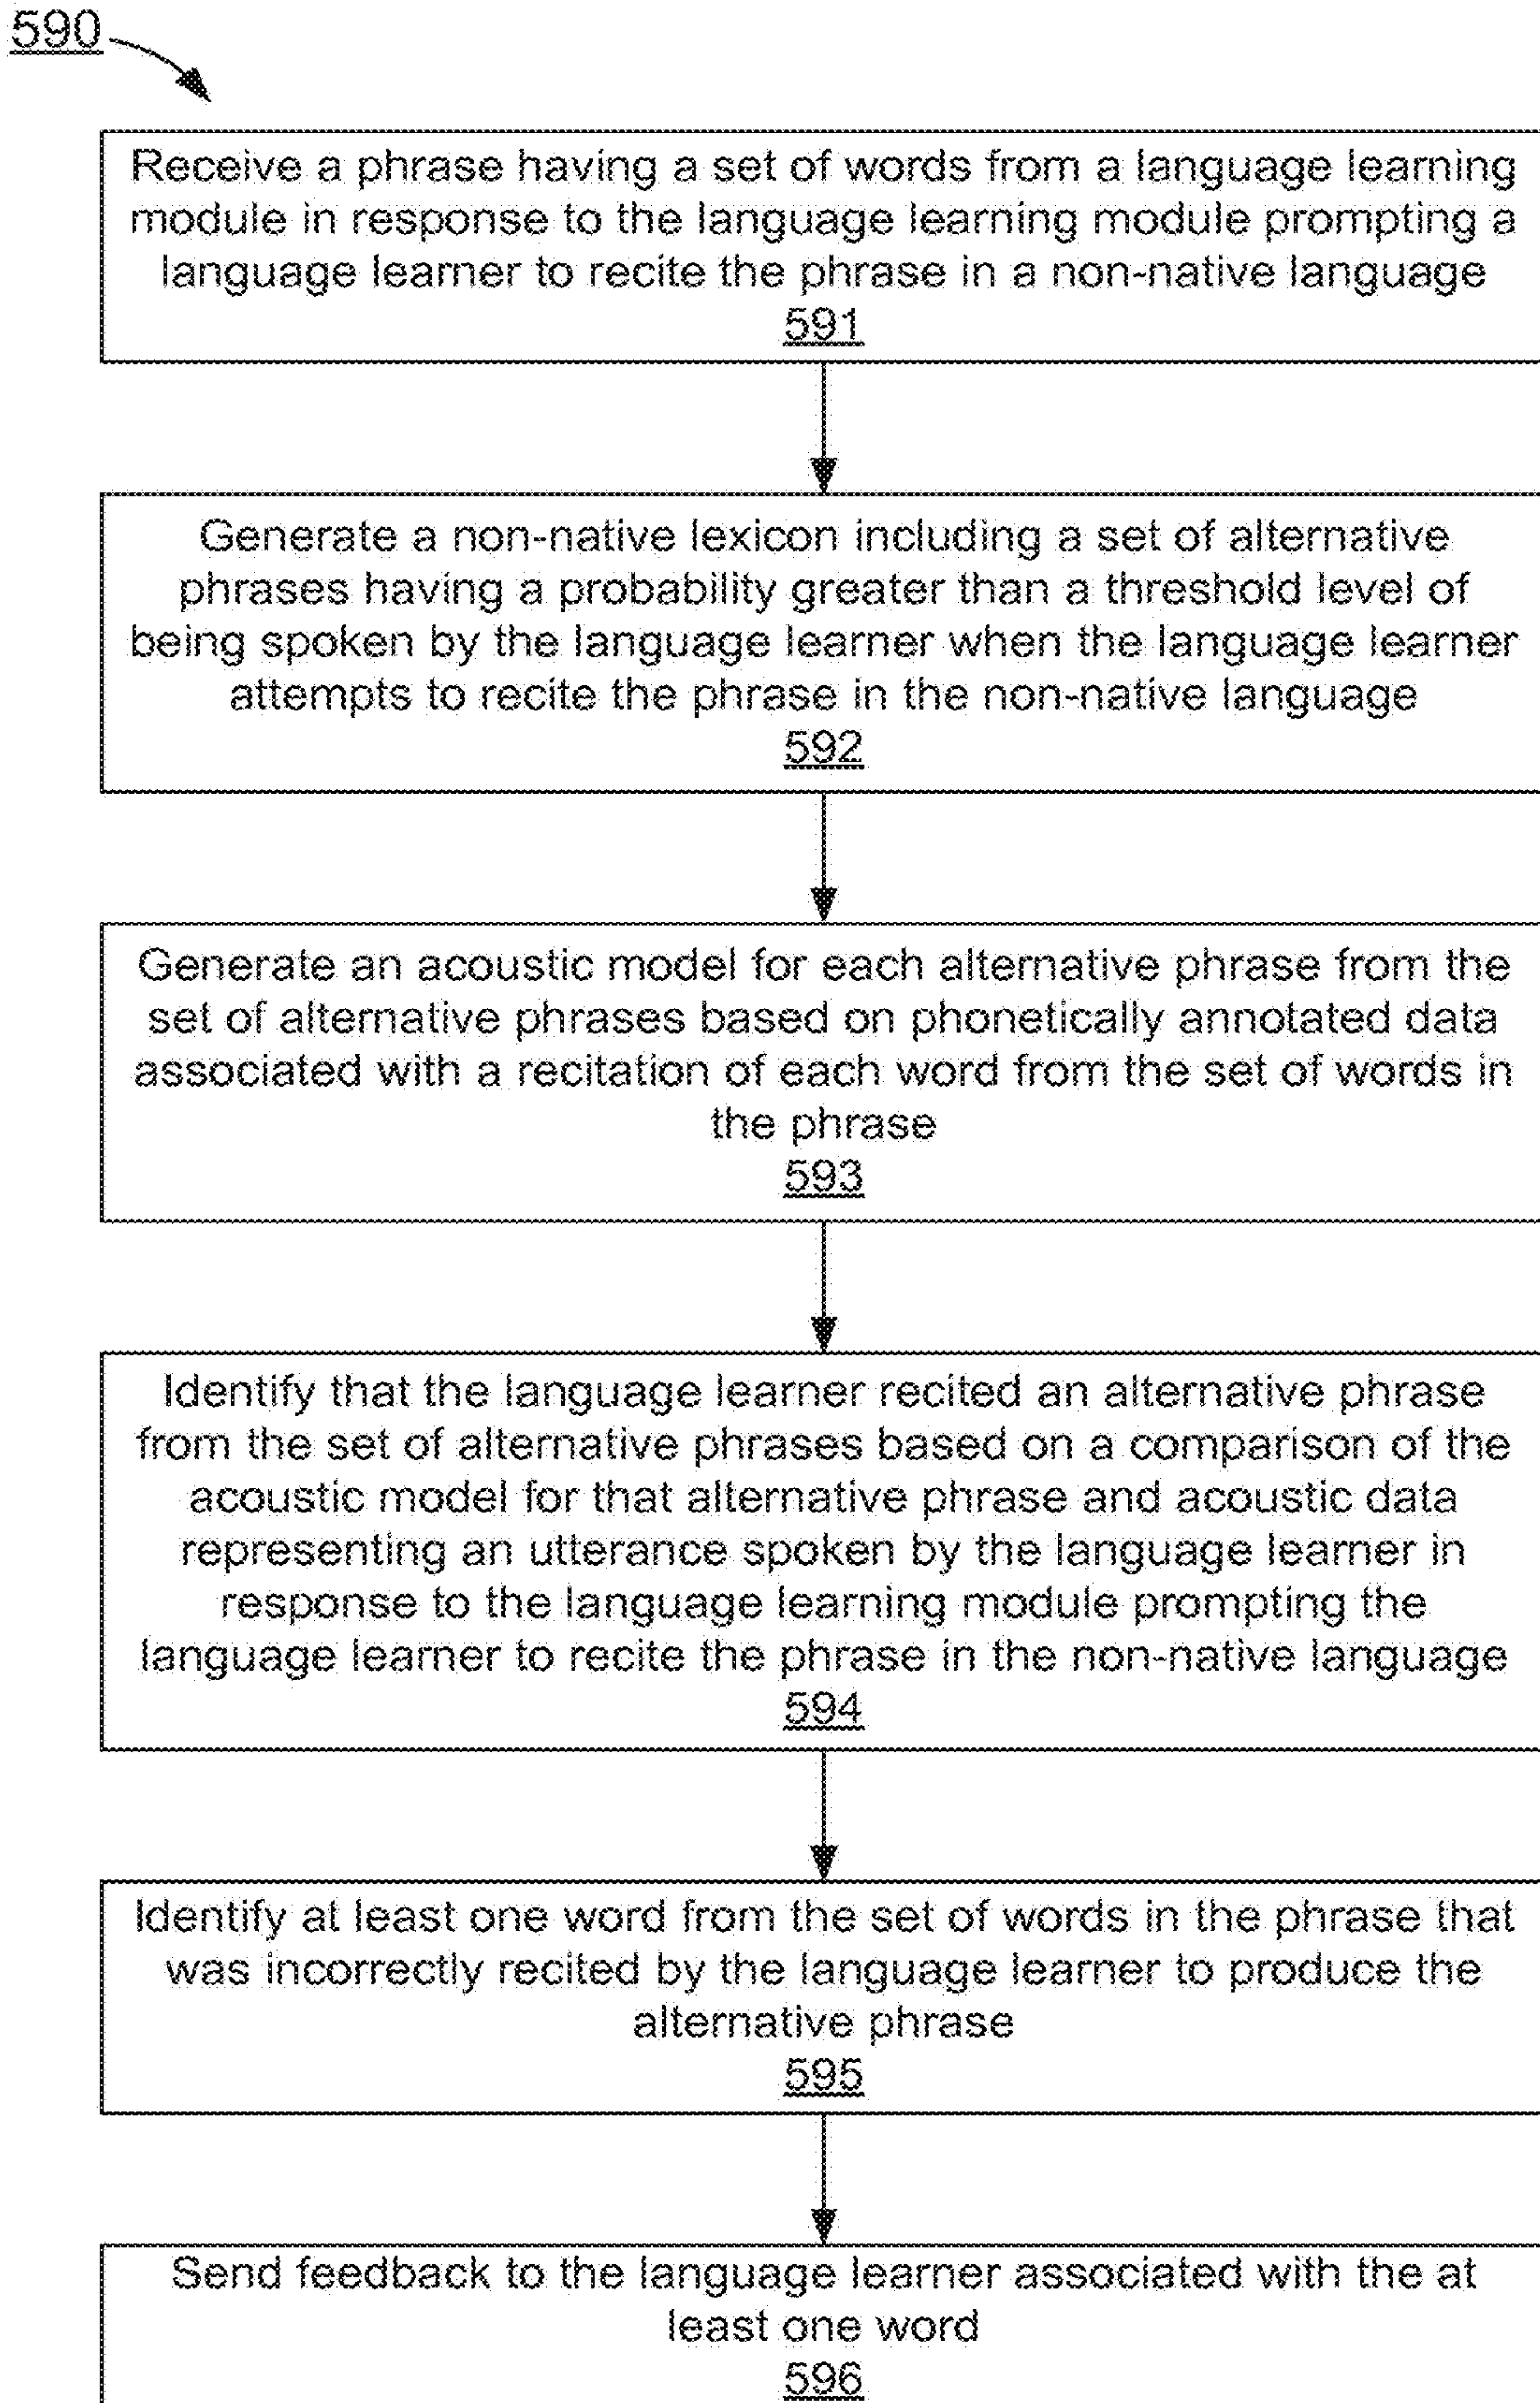 590
Receive a phrase having a set of words from a language learning
module in response to the language learning module prompting a
language learner to recite the phrase in a non-native language
591
Generate a non-native lexicon including a set of alternative
phrases having a probability greater than a threshold level of
being spoken by the language learner when the language learner
attempts to recite the phrase in the non-native language
592
Generate an acoustic model for each alternative phrase from the
set of alternative phrases based on phonetically annotated data
associated with a recitation of each word from the set of words in
the phrase
593
Identify that the language learner recited an alternative phrase
from the set of alternative phrases based on a comparison of the
acoustic model for that alternative phrase and acoustic data
representing an utterance spoken by the language learner in
response to the language learning module prompting the
language learner to recite the phrase in the non-native language
594
Identify at least one word from the set of words in the phrase that
was incorrectly recited by the language learner to produce the
alternative phrase
595
Send feedback to the language learner associated with the at
least one word
596